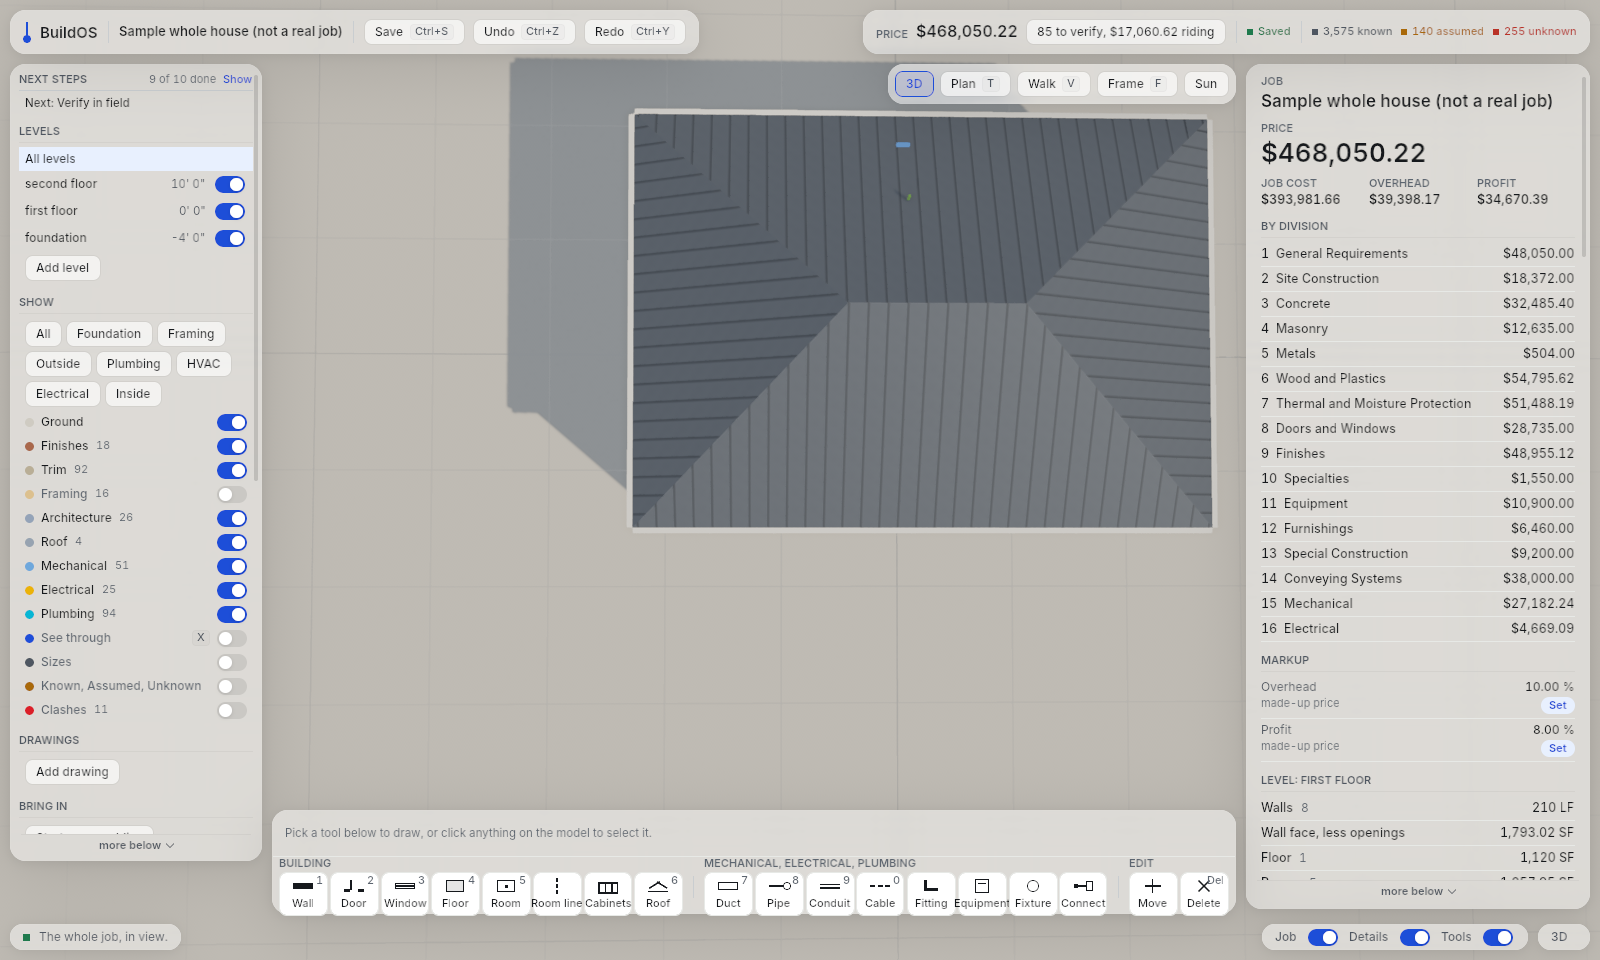 BuildOS
Sample whole house (not a real job)
Save Ctrl+S
Undo Ctrl+Z
Redo Ctrl+Y
PRICE $468,050.22
85 to verify, $17,060.62 riding
Saved
3,575 known
140 assumed
255 unknown
NEXT STEPS 9 of 10 done Show
Next: Verify in field
LEVELS
All levels
second floor 10' 0"
first floor 0' 0"
foundation -4' 0"
Add level
SHOW
All Foundation Framing
Outside Plumbing HVAC
Electrical Inside
Ground
Finishes 18
Trim 92
Framing 16
Architecture 26
Roof 4
Mechanical 51
Electrical 25
Plumbing 94
See through X
Sizes
Known, Assumed, Unknown
Clashes 11
DRAWINGS
Add drawing
BRING IN
more below
3D
Plan T
Walk V
Frame F
Sun
JOB
Sample whole house (not a real job)
PRICE
$468,050.22
JOB COST OVERHEAD PROFIT
$393,981.66 $39,398.17 $34,670.39
BY DIVISION
1 General Requirements $48,050.00
2 Site Construction $18,372.00
3 Concrete $32,485.40
4 Masonry $12,635.00
5 Metals $504.00
6 Wood and Plastics $54,795.62
7 Thermal and Moisture Protection $51,488.19
8 Doors and Windows $28,735.00
9 Finishes $48,955.12
10 Specialties $1,550.00
11 Equipment $10,900.00
12 Furnishings $6,460.00
13 Special Construction $9,200.00
14 Conveying Systems $38,000.00
15 Mechanical $27,182.24
16 Electrical $4,669.09
MARKUP
Overhead 10.00 %
made-up price Set
Profit 8.00 %
made-up price Set
LEVEL: FIRST FLOOR
Walls 8 210 LF
Wall face, less openings 1,793.02 SF
Floor 1 1,120 SF
more below
Pick a tool below to draw, or click anything on the model to select it.
BUILDING
Wall 1
Door 2
Window 3
Floor 4
Room 5
Room line
Cabinets
Roof 6
MECHANICAL, ELECTRICAL, PLUMBING
Duct 7
Pipe 8
Conduit 9
Cable 0
Fitting
Equipment
Fixture
Connect
EDIT
Move
Delete Del
The whole job, in view.
Job
Details
Tools
3D